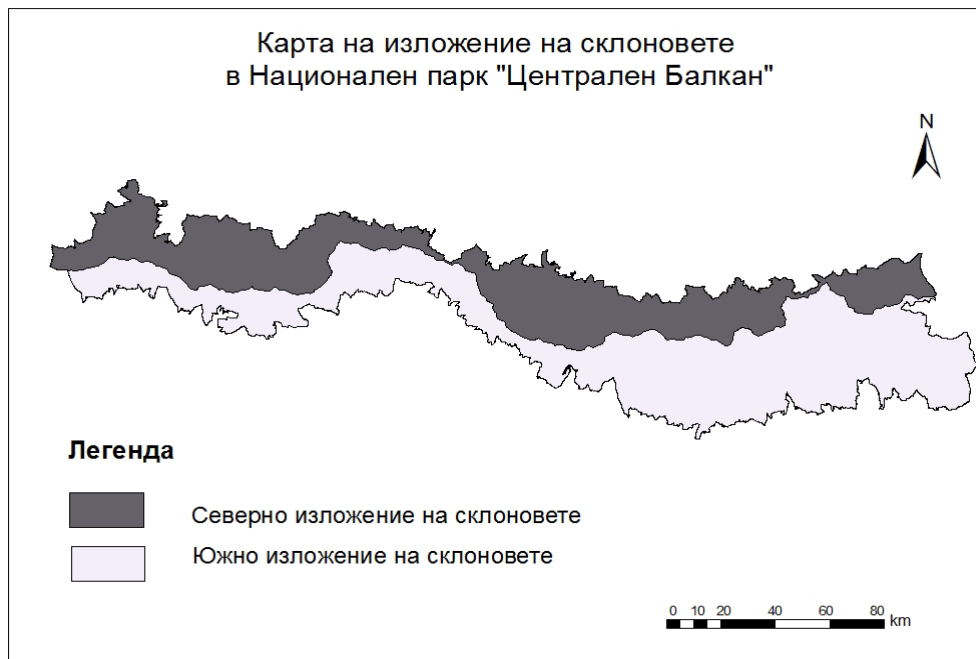 Карта на изложение на склоновете
в Национален парк "Централен Балкан"
N
Легенда
Северно изложение на склоновете
Южно изложение на склоновете
0 10 20 40 60 80
km